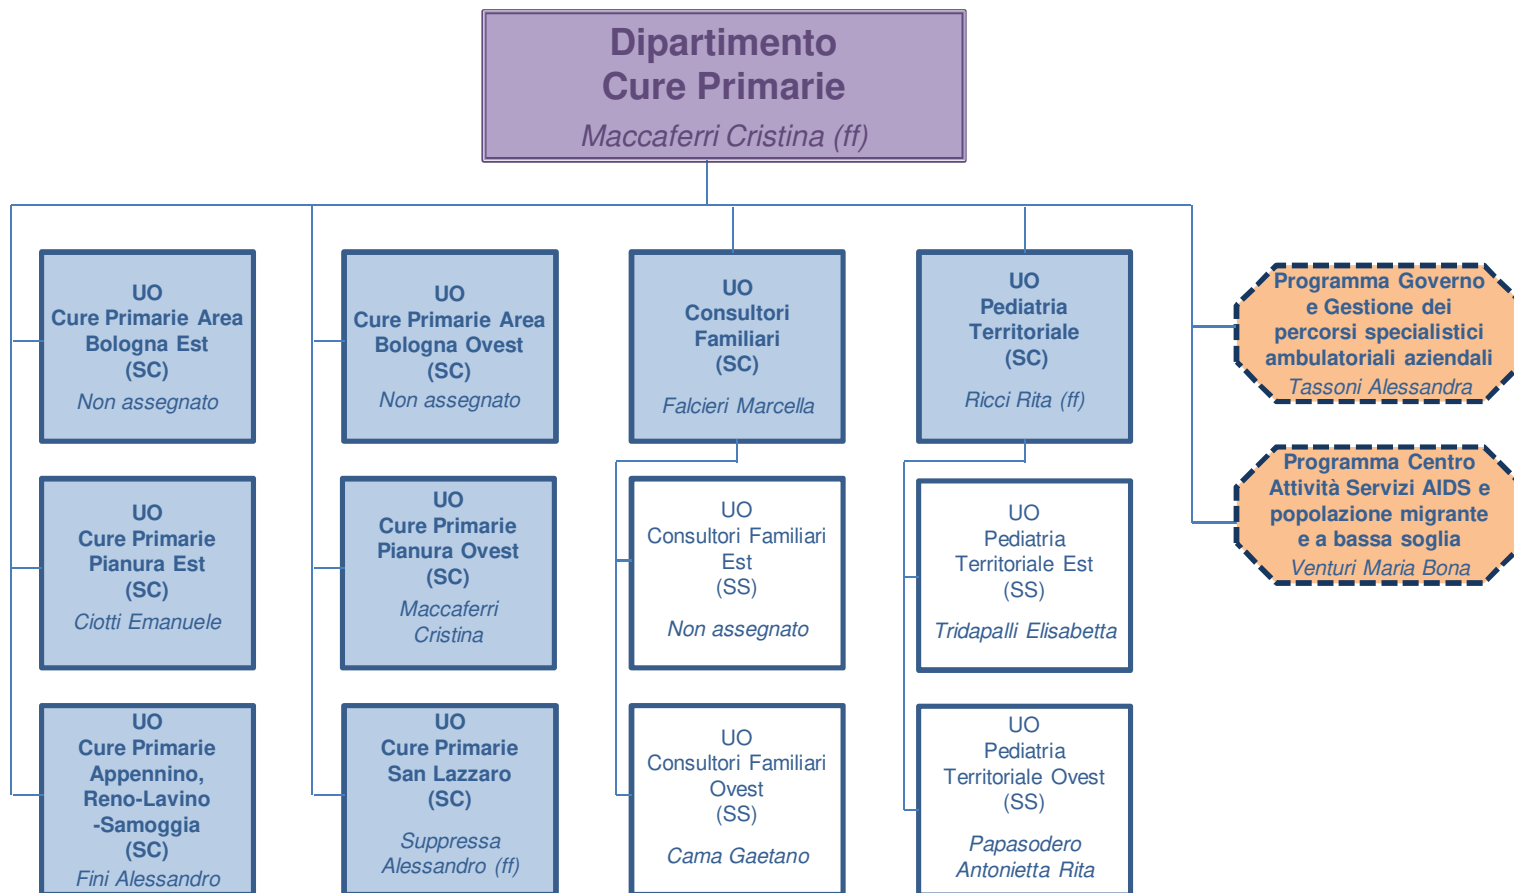 Dipartimento
Cure Primarie
Maccaferri Cristina (ff)
UO
Cure Primarie Area
Bologna Est
(SC)
Non assegnato
UO
Cure Primarie Area
Bologna Ovest
(SC)
Non assegnato
UO
Consultori
Familiari
(SC)
Falcieri Marcella
UO
Pediatria
Territoriale
(SC)
Ricci Rita (ff)
Programma Governo
e Gestione dei
percorsi specialistici
ambulatoriali aziendali
Tassoni Alessandra
UO
Cure Primarie
Pianura Est
(SC)
Ciotti Emanuele
UO
Cure Primarie
Pianura Ovest
(SC)
Maccaferri
Cristina
UO
Consultori Familiari
Est
(SS)
Non assegnato
UO
Pediatria
Territoriale Est
(SS)
Tridapalli Elisabetta
Programma Centro
Attività Servizi AIDS e
popolazione migrante
e a bassa soglia
Venturi Maria Bona
UO
Cure Primarie
Appennino,
Reno-Lavino
-Samoggia
(SC)
Fini Alessandro
UO
Cure Primarie
San Lazzaro
(SC)
Suppressa
Alessandro (ff)
UO
Consultori Familiari
Ovest
(SS)
Cama Gaetano
UO
Pediatria
Territoriale Ovest
(SS)
Papasodero
Antonietta Rita